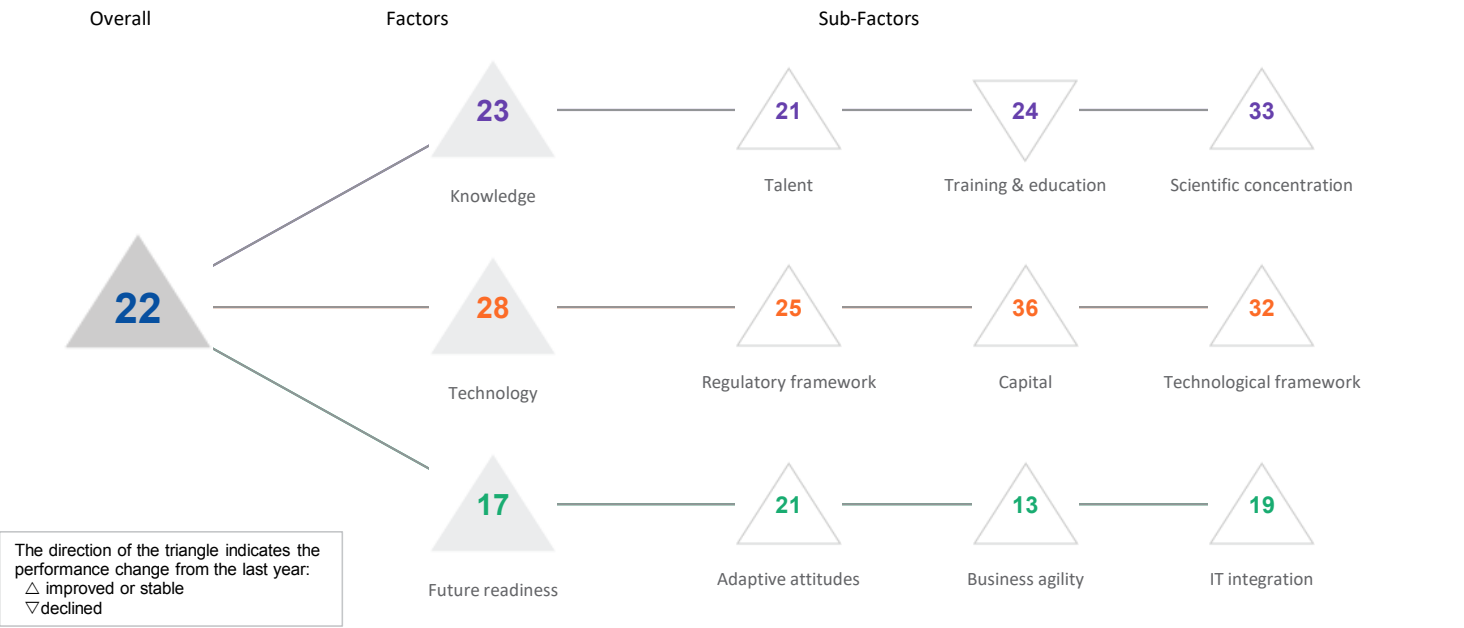 Overall
Factors
Sub-Factors
23
21
24
33
Knowledge
Talent
Training & education
Scientific concentration
22
28
25
36
32
Technology
Regulatory framework
Capital
Technological framework
17
21
13
19
Future readiness
Adaptive attitudes
Business agility
IT integration
The direction of the triangle indicates the
performance change from the last year:
△ improved or stable
▽declined